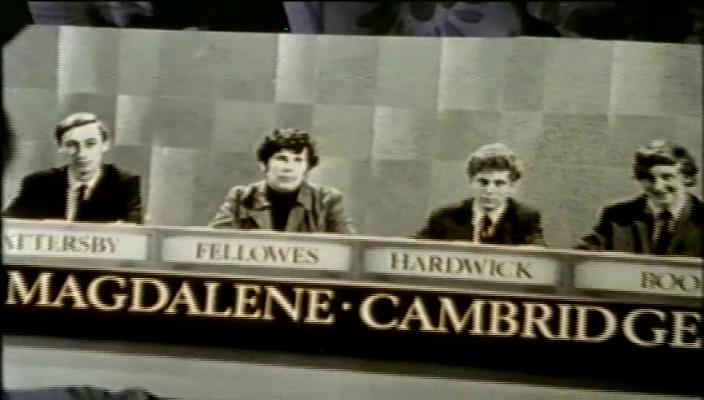 ATTERSBY FELLOWES HARDWICK BOO
MAGDALENE · CAMBRIDGE